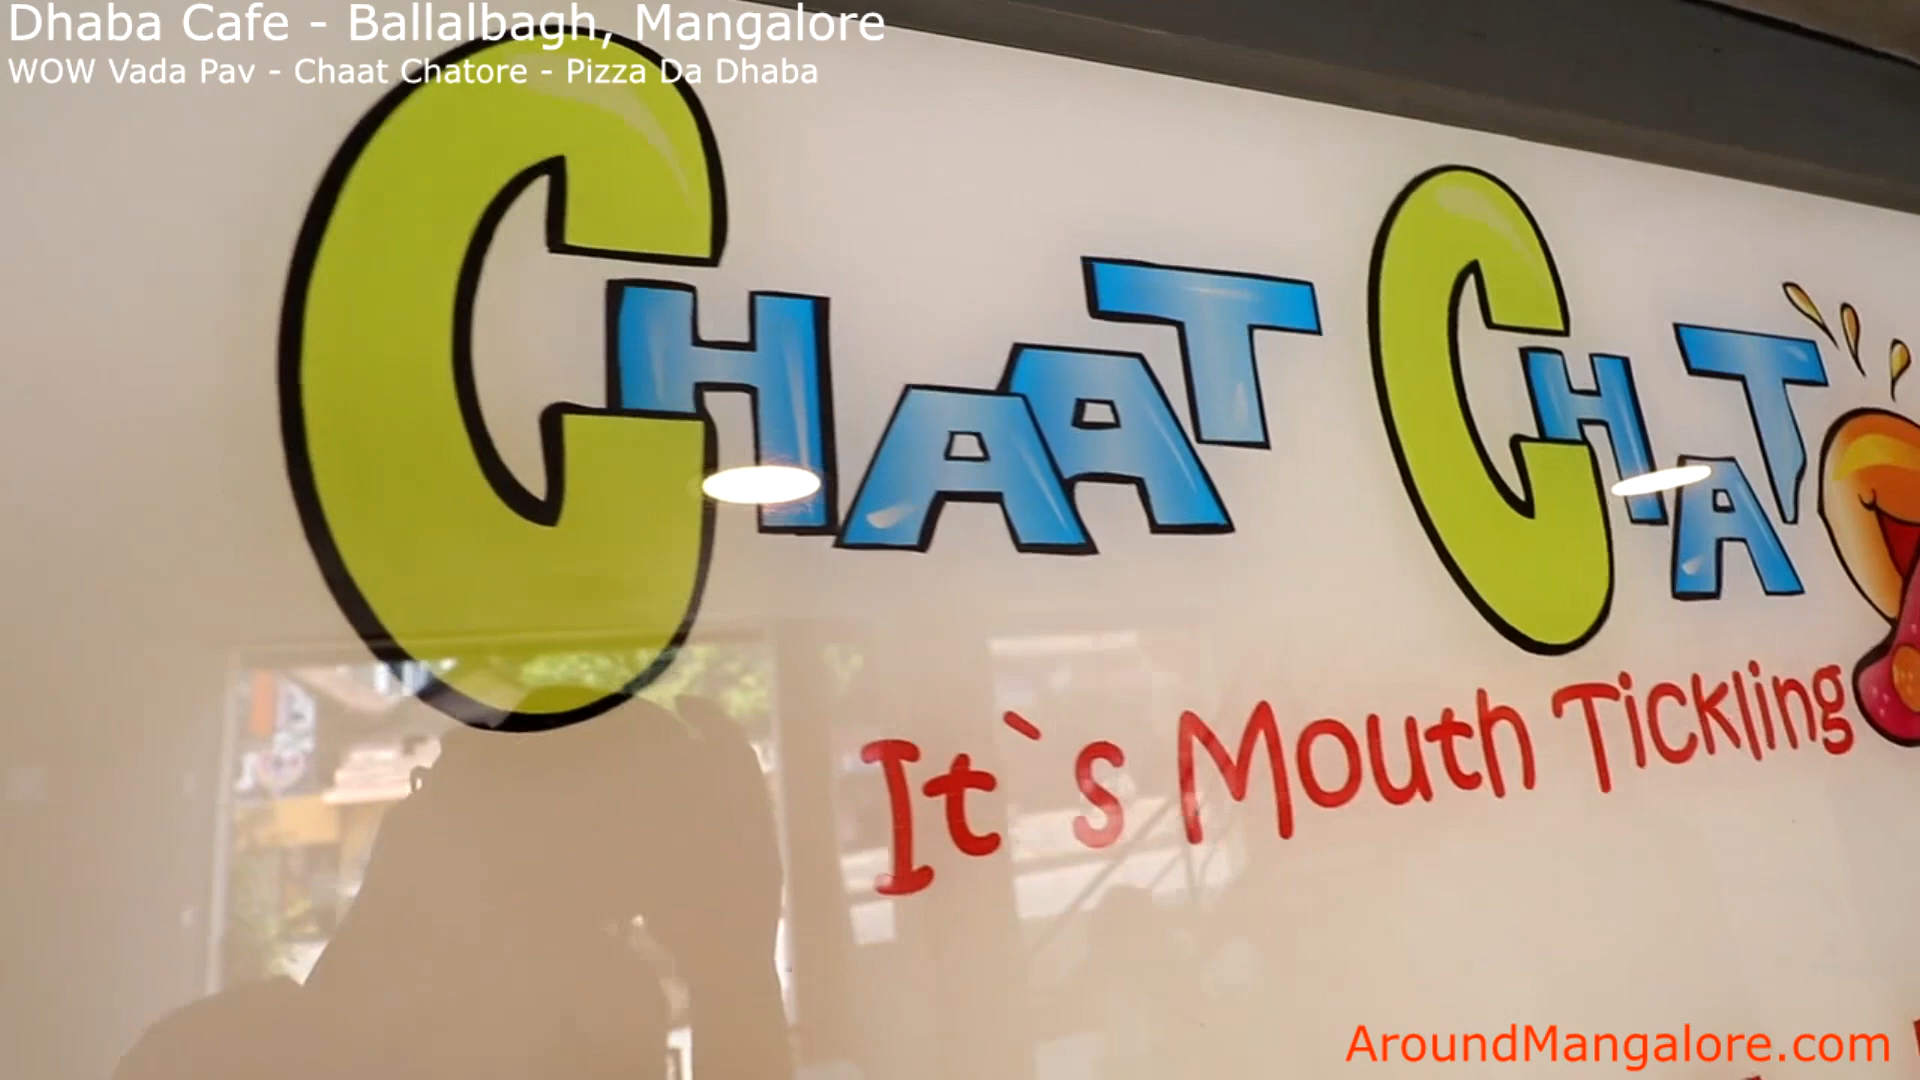 Dhaba Cafe - Ballalbagh, Mangalore
WOW Vada Pav - Chaat Chatore - Pizza Da Dhaba
CHAAT CHAT
It`s Mouth Tickling
AroundMangalore.com